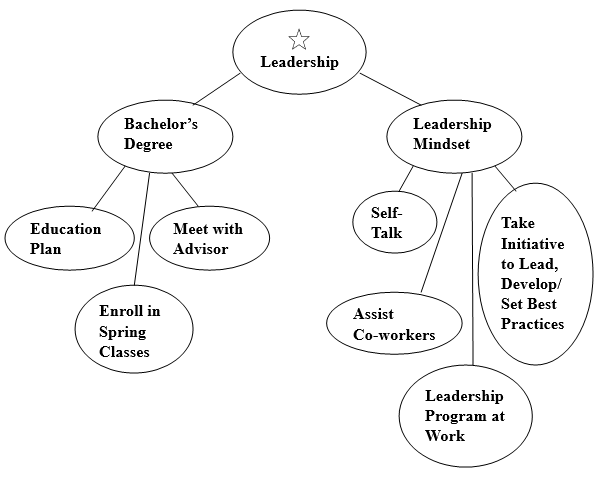 Leadership
Bachelor's
Degree
Leadership
Mindset
Education
Plan
Meet with
Advisor
Enroll in
Spring
Classes
Self-
Talk
Assist
Co-workers
Leadership
Program at
Work
Take
Initiative
to Lead,
Develop/
Set Best
Practices